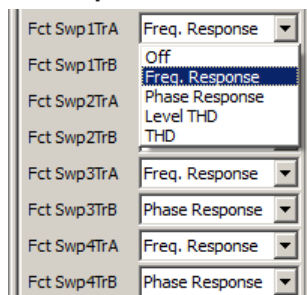 Fct Swp1TrA Freq. Response
Fct Swp1TrB Off
Freq. Response
Fct Swp2TrA Phase Response
Level THD
Fct Swp2TrB THD
Fct Swp3TrA Freq. Response
Fct Swp3TrB Phase Response
Fct Swp4TrA Freq. Response
Fct Swp4TrB Phase Response